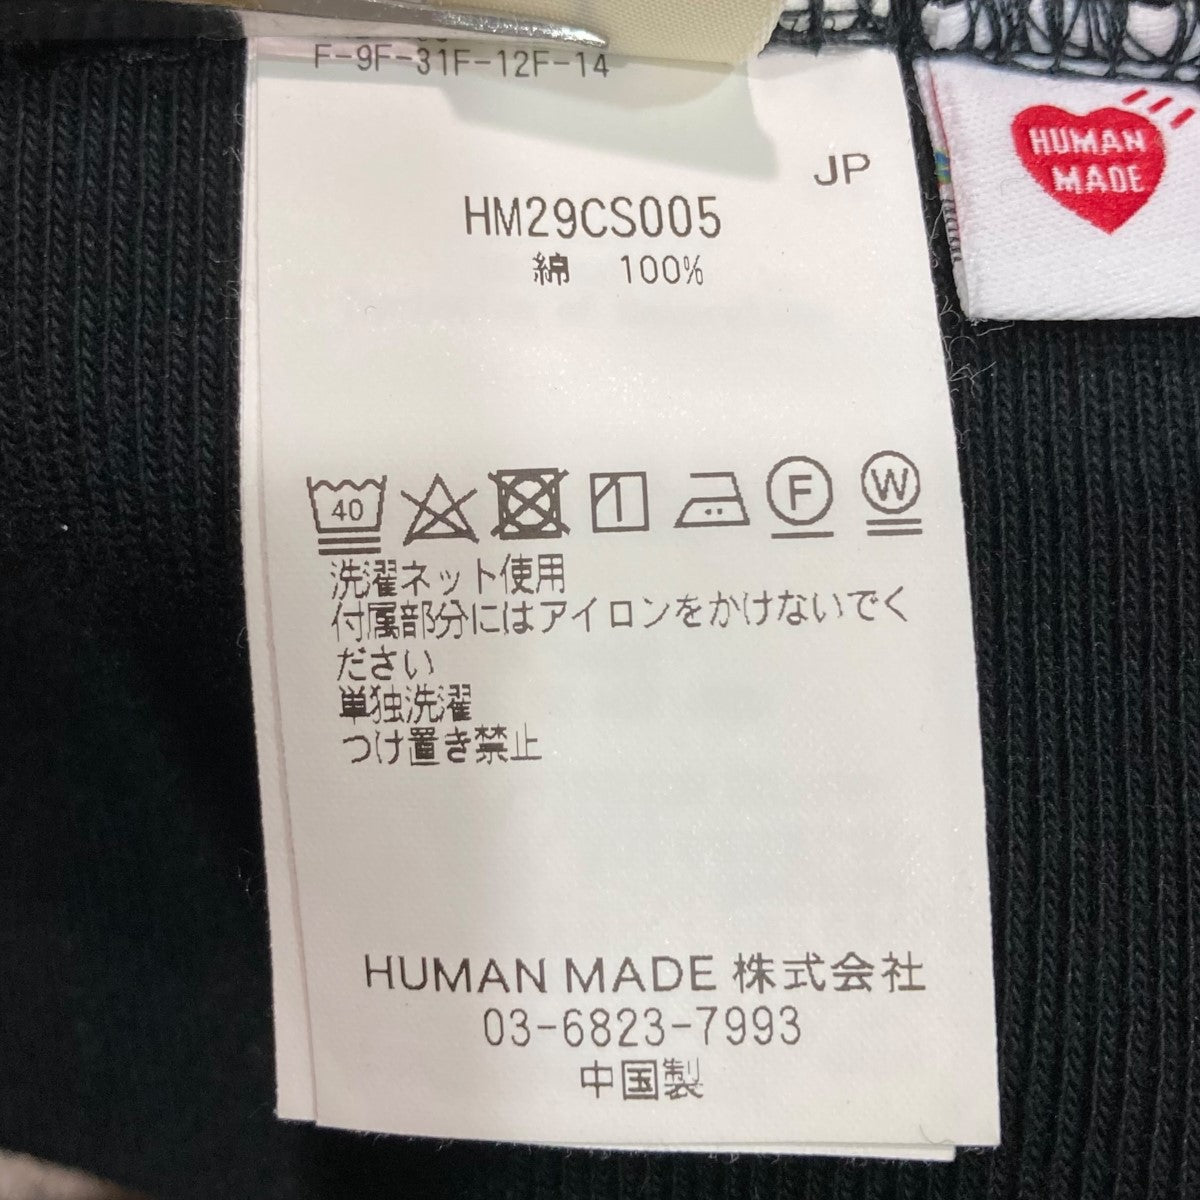 F-9F-31F-12F-14
JP
HUMAN
MADE
HM29CS005
綿 100%
40
F
W
洗濯ネット使用
付属部分にはアイロンをかけないでく
ださい
単独洗濯
つけ置き禁止
HUMAN MADE 株式会社
03-6823-7993
中国製